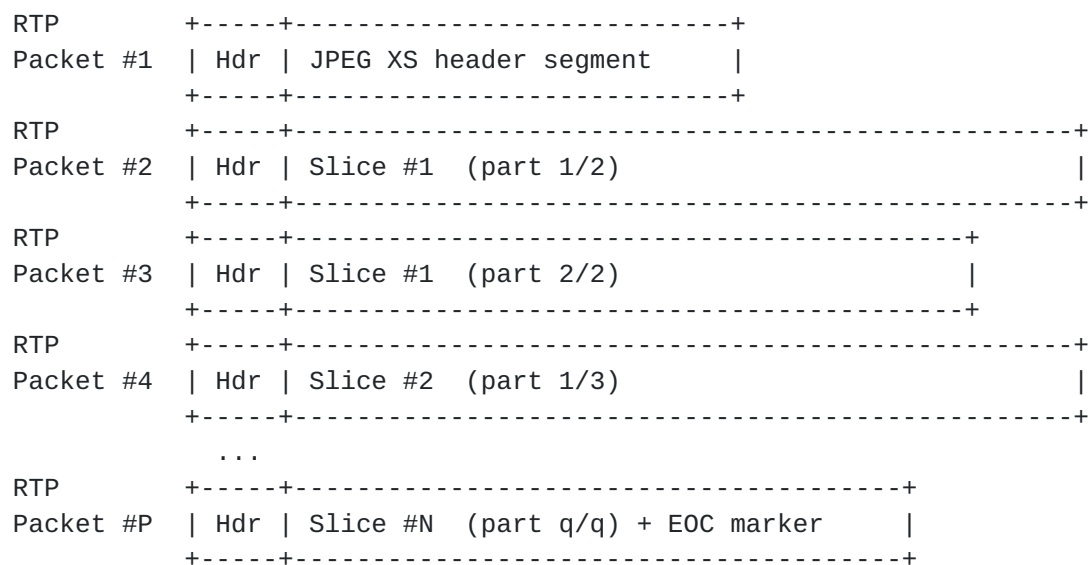 RTP        +-----+----------------------------+
Packet #1  | Hdr | JPEG XS header segment     |
           +-----+----------------------------+
RTP        +-----+--------------------------------------------------+
Packet #2  | Hdr | Slice #1  (part 1/2)                             |
           +-----+--------------------------------------------------+
RTP        +-----+-------------------------------------------+
Packet #3  | Hdr | Slice #1  (part 2/2)                      |
           +-----+-------------------------------------------+
RTP        +-----+--------------------------------------------------+
Packet #4  | Hdr | Slice #2  (part 1/3)                             |
           +-----+--------------------------------------------------+
             ...
RTP        +-----+---------------------------------------+
Packet #P  | Hdr | Slice #N  (part q/q) + EOC marker     |
           +-----+---------------------------------------+